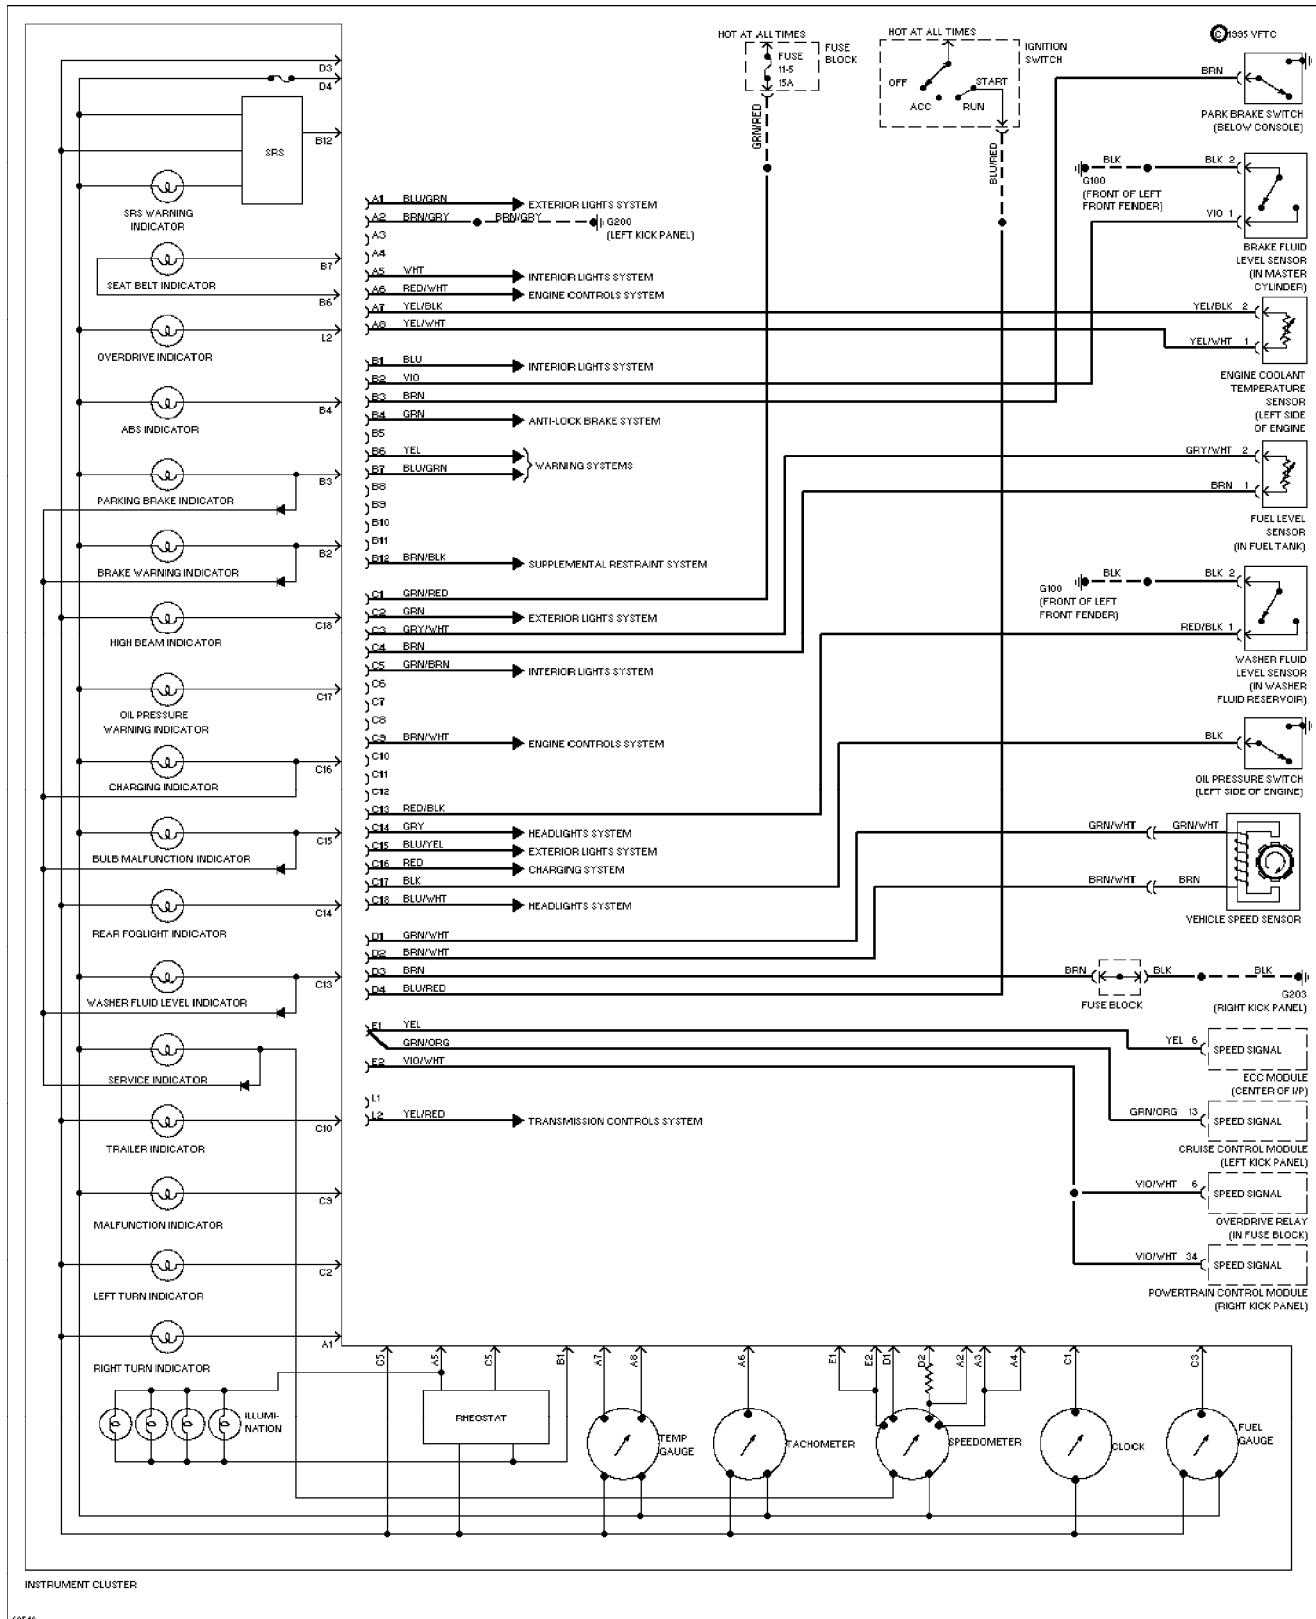 HOT AT ALL TIMES
FUSE
11-5
15A
FUSE
BLOCK
GRN/RED
HOT AT ALL TIMES
OFF
ACC
RUN
START
IGNITION
SWITCH
BLU/RED
© 1995 VFTC
BRN
PARK BRAKE SWITCH
(BELOW CONSOLE)
BLK
G100
(FRONT OF LEFT
FRONT FENDER)
BLK 2
VIO 1
BRAKE FLUID
LEVEL SENSOR
(IN MASTER
CYLINDER)
YEL/BLK 2
YEL/WHT 1
ENGINE COOLANT
TEMPERATURE
SENSOR
(LEFT SIDE
OF ENGINE
GRY/WHT 2
BRN 1
FUEL LEVEL
SENSOR
(IN FUEL TANK)
BLK
G100
(FRONT OF LEFT
FRONT FENDER)
BLK 2
RED/BLK 1
WASHER FLUID
LEVEL SENSOR
(IN WASHER
FLUID RESERVOIR)
BLK
OIL PRESSURE SWITCH
(LEFT SIDE OF ENGINE)
GRN/WHT GRN/WHT
BRN/WHT BRN
VEHICLE SPEED SENSOR
BRN BLK BLK
FUSE BLOCK
G203
(RIGHT KICK PANEL)
YEL 6
SPEED SIGNAL
ECC MODULE
(CENTER OF I/P)
GRN/ORG 13
SPEED SIGNAL
CRUISE CONTROL MODULE
(LEFT KICK PANEL)
VIO/WHT 6
SPEED SIGNAL
OVERDRIVE RELAY
(IN FUSE BLOCK)
VIO/WHT 34
SPEED SIGNAL
POWERTRAIN CONTROL MODULE
(RIGHT KICK PANEL)
D3
D4
SRS
B12
SRS WARNING
INDICATOR
B7
SEAT BELT INDICATOR
B6
L2
OVERDRIVE INDICATOR
B4
ABS INDICATOR
B3
PARKING BRAKE INDICATOR
B2
BRAKE WARNING INDICATOR
C18
HIGH BEAM INDICATOR
C17
OIL PRESSURE
WARNING INDICATOR
C16
CHARGING INDICATOR
C15
BULB MALFUNCTION INDICATOR
C14
REAR FOGLIGHT INDICATOR
C13
WASHER FLUID LEVEL INDICATOR
SERVICE INDICATOR
C10
TRAILER INDICATOR
C9
MALFUNCTION INDICATOR
C2
LEFT TURN INDICATOR
A1
RIGHT TURN INDICATOR
A1 BLU/GRN EXTERIOR LIGHTS SYSTEM
A2 BRN/GRY BRN/GRY G200
(LEFT KICK PANEL)
A3
A4
A5 WHT INTERIOR LIGHTS SYSTEM
A6 RED/WHT ENGINE CONTROLS SYSTEM
A7 YEL/BLK
A8 YEL/WHT
B1 BLU INTERIOR LIGHTS SYSTEM
B2 VIO
B3 BRN
B4 GRN ANTI-LOCK BRAKE SYSTEM
B5
B6 YEL
B7 BLU/GRN
WARNING SYSTEMS
B8
B9
B10
B11
B12 BRN/BLK SUPPLEMENTAL RESTRAINT SYSTEM
C1 GRN/RED
C2 GRN EXTERIOR LIGHTS SYSTEM
C3 GRY/WHT
C4 BRN
C5 GRN/BRN INTERIOR LIGHTS SYSTEM
C6
C7
C8
C9 BRN/WHT ENGINE CONTROLS SYSTEM
C10
C11
C12
C13 RED/BLK
C14 GRY HEADLIGHTS SYSTEM
C15 BLU/YEL EXTERIOR LIGHTS SYSTEM
C16 RED CHARGING SYSTEM
C17 BLK
C18 BLU/WHT HEADLIGHTS SYSTEM
D1 GRN/WHT
D2 BRN/WHT
D3 BRN
D4 BLU/RED
E1 YEL
GRN/ORG
E2 VIO/WHT
L1
L2 YEL/RED TRANSMISSION CONTROLS SYSTEM
A5 C5 B1 A7 A8 A6 E1 E2 D1 D2 A2 A3 A4 C1 C3
ILLUMI-
NATION
RHEOSTAT
TEMP
GAUGE
TACHOMETER
SPEEDOMETER
CLOCK
FUEL
GAUGE
INSTRUMENT CLUSTER